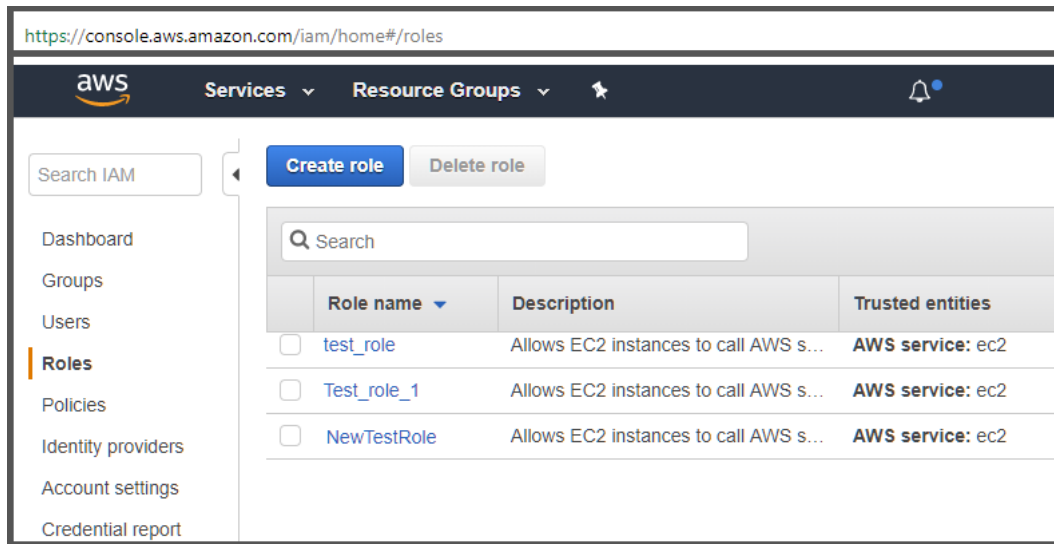 https://console.aws.amazon.com/iam/home#/roles
aws Services Resource Groups
Search IAM
Create role Delete role
Dashboard
Groups
Users
Roles
Policies
Identity providers
Account settings
Credential report
Search
Role name Description Trusted entities
test_role Allows EC2 instances to call AWS s... AWS service: ec2
Test_role_1 Allows EC2 instances to call AWS s... AWS service: ec2
NewTestRole Allows EC2 instances to call AWS s... AWS service: ec2